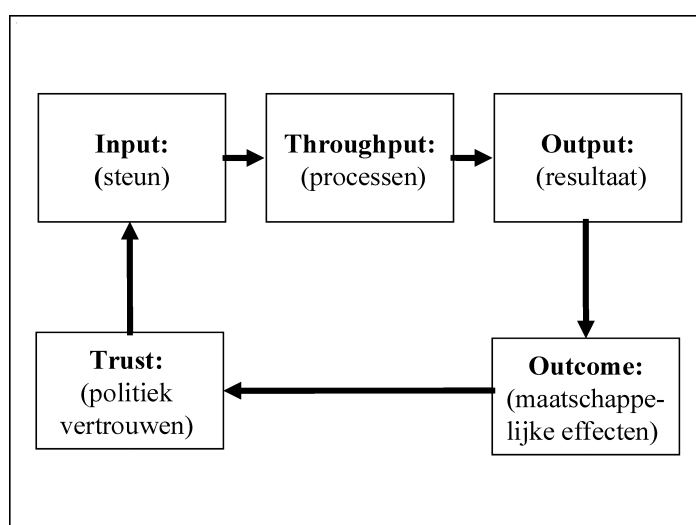 Input:
(steun)
Throughput:
(processen)
Output:
(resultaat)
Trust:
(politiek
vertrouwen)
Outcome:
(maatschappe-
lijke effecten)